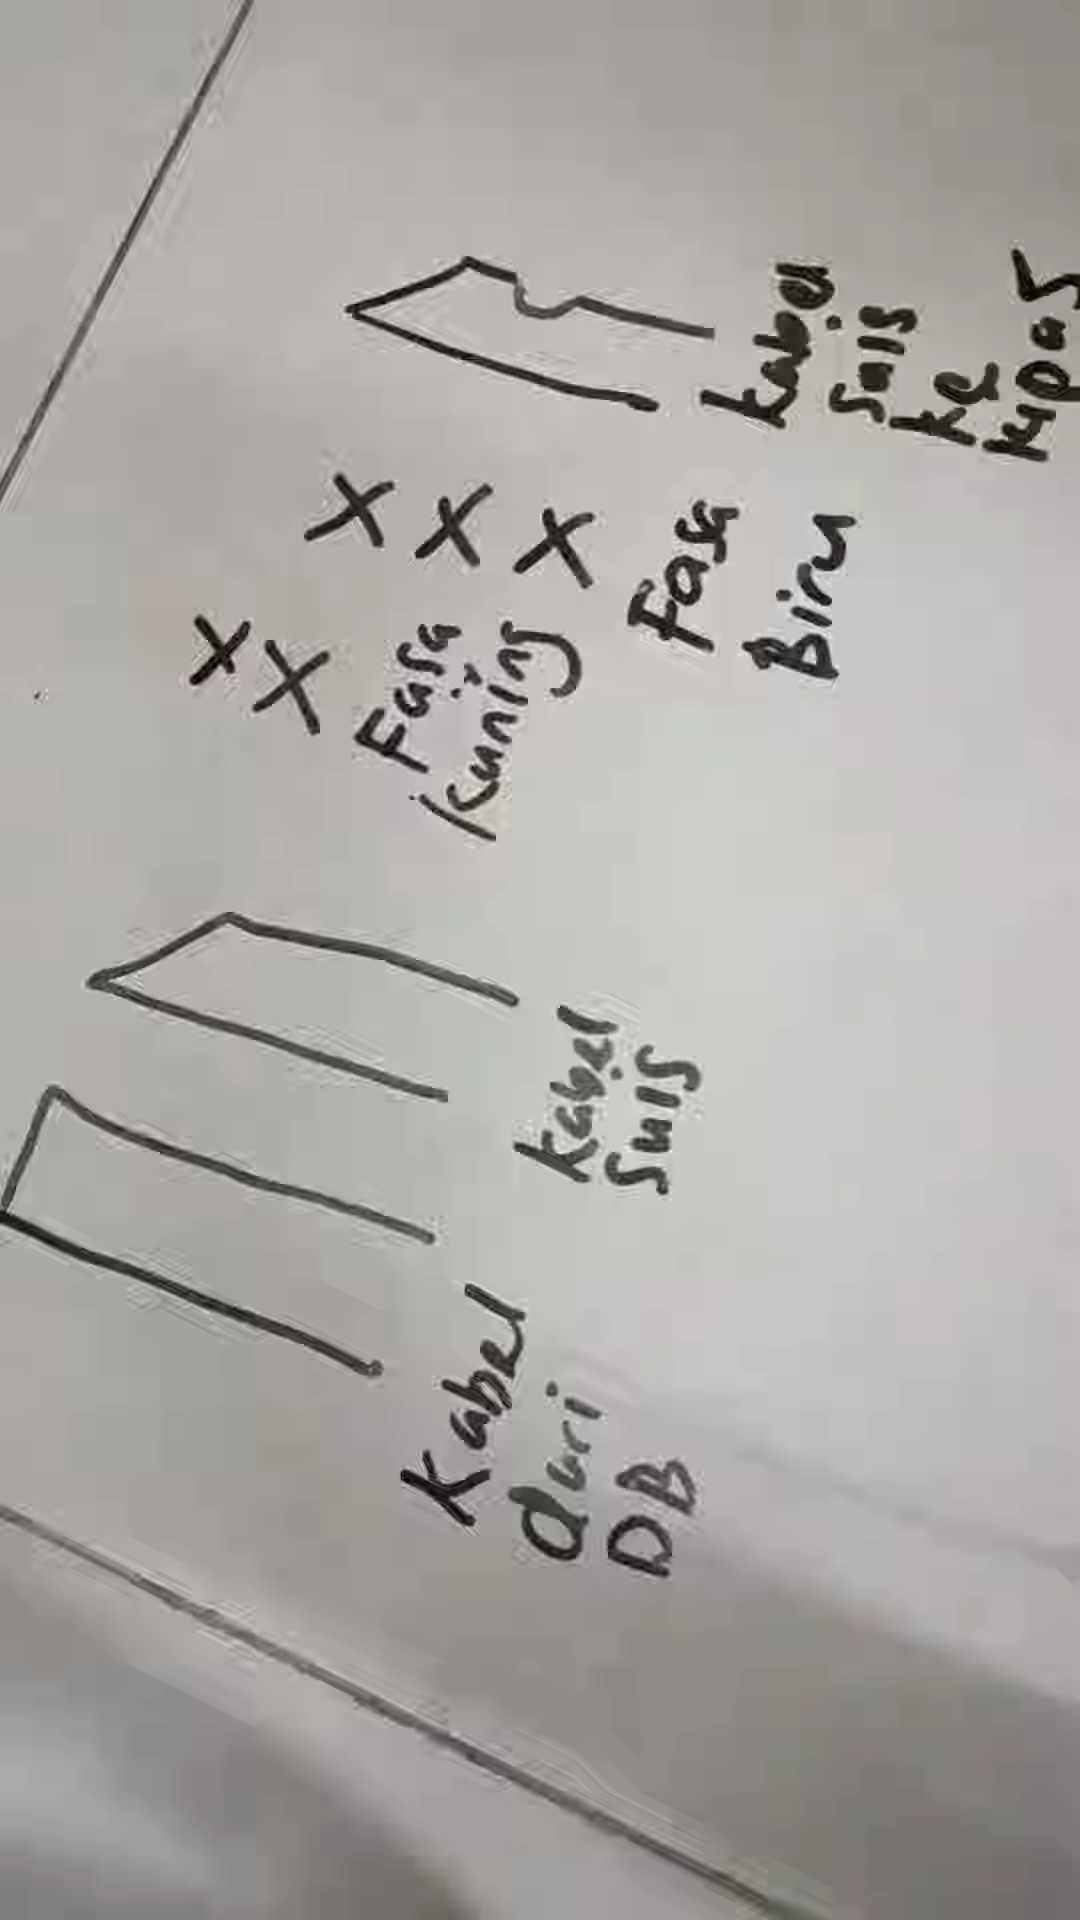 Kabel
dari
DB
Kabel
Suis
Fasa
Kuning
Fasa
Biru
kabel
suis
ke
kipas